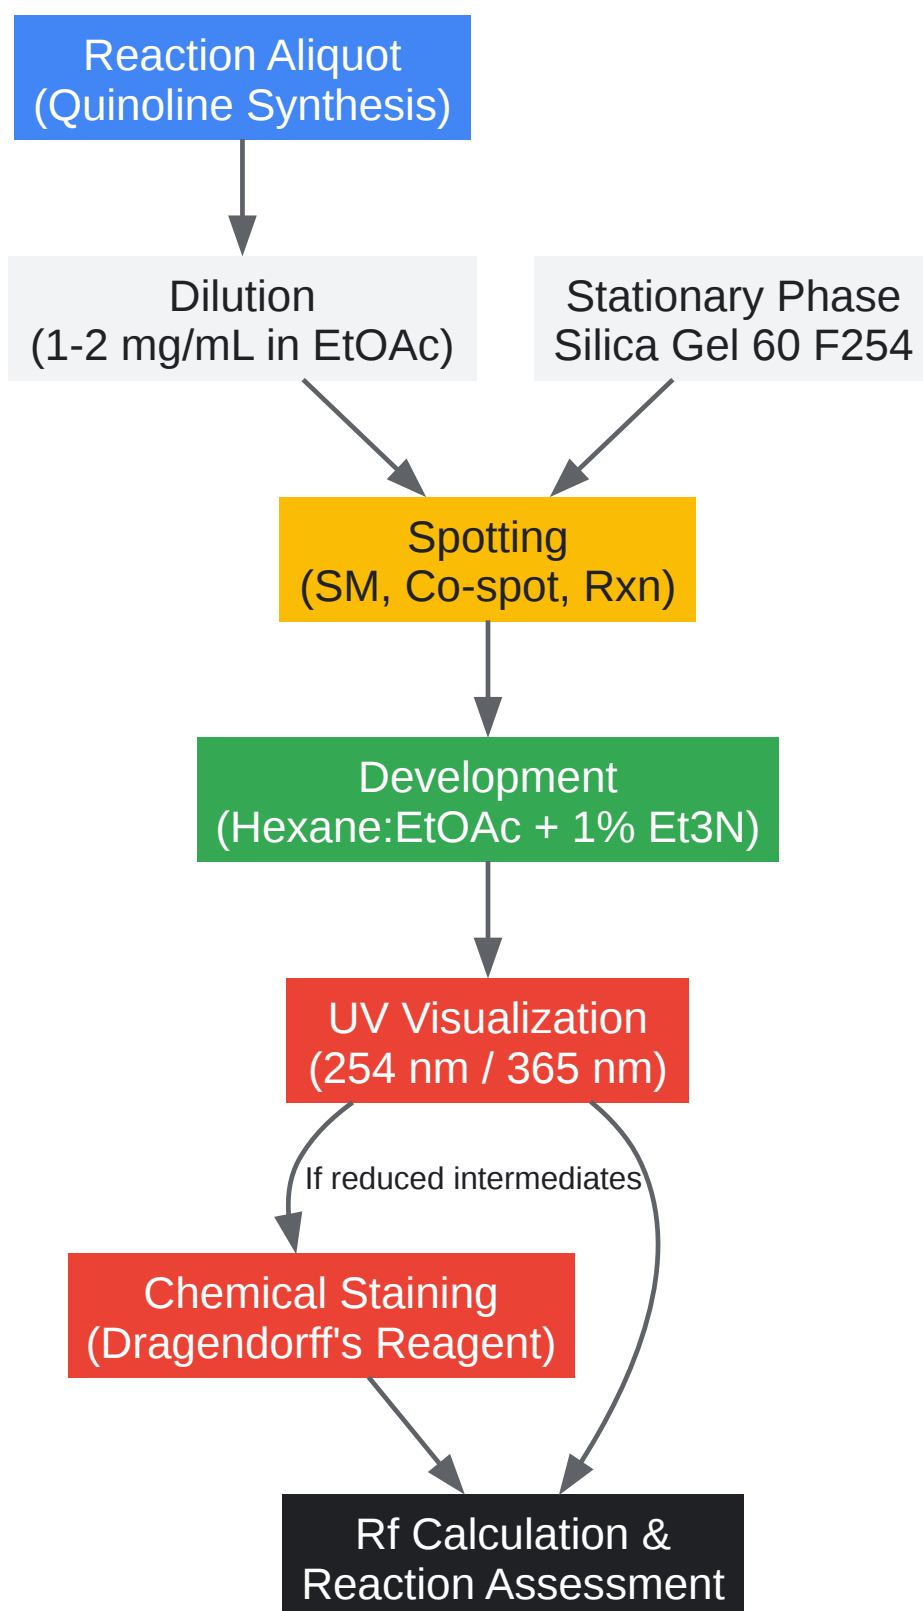 Reaction Aliquot
(Quinoline Synthesis)
Dilution
(1-2 mg/mL in EtOAc)
Stationary Phase
Silica Gel 60 F254
Spotting
(SM, Co-spot, Rxn)
Development
(Hexane:EtOAc + 1% Et3N)
UV Visualization
(254 nm / 365 nm)
If reduced intermediates
Chemical Staining
(Dragendorff's Reagent)
Rf Calculation &
Reaction Assessment